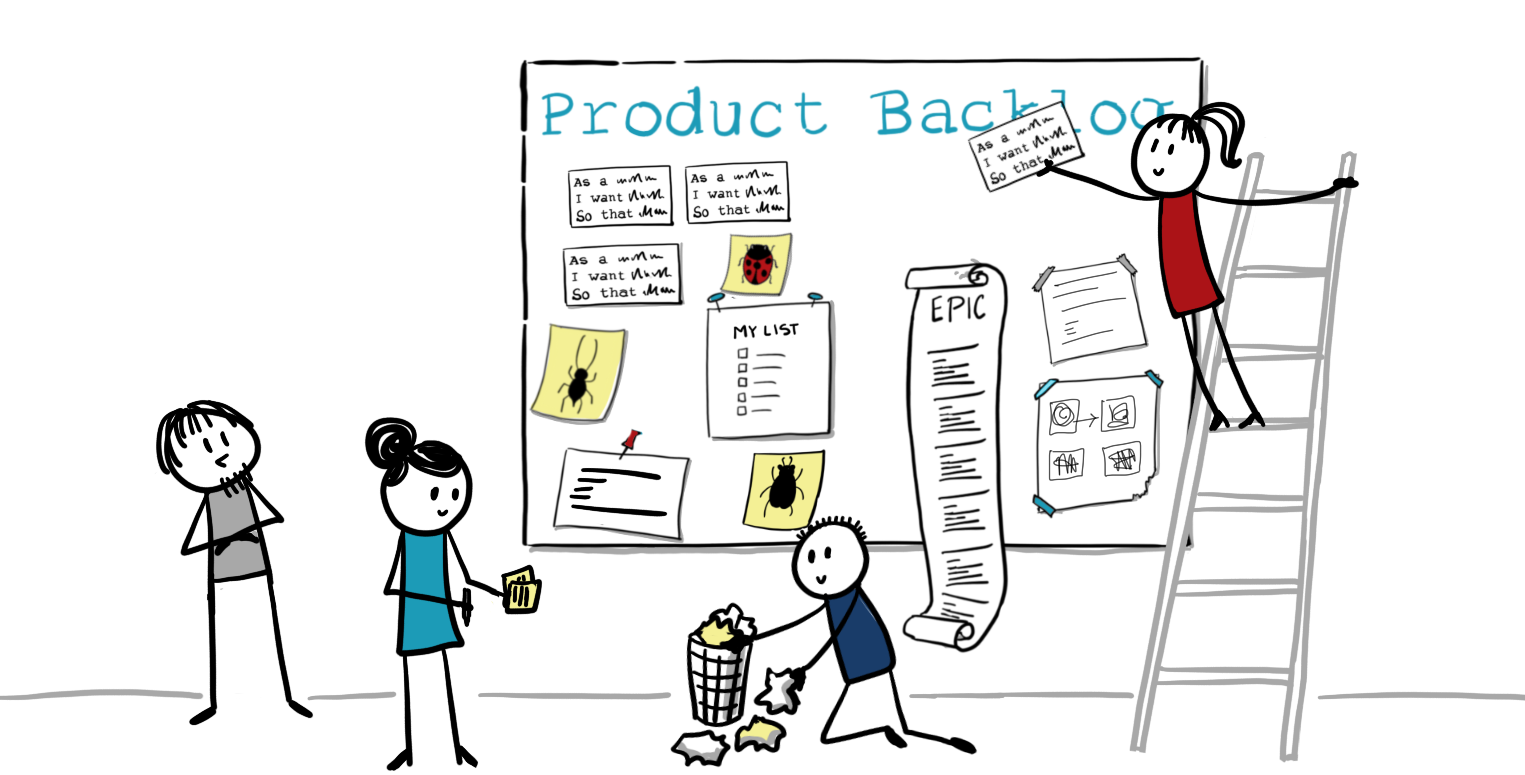 Product Backlog
As a
I want
So that
As a
I want
So that
As a
I want
So that
As a
I want
So that
MY LIST
EPIC